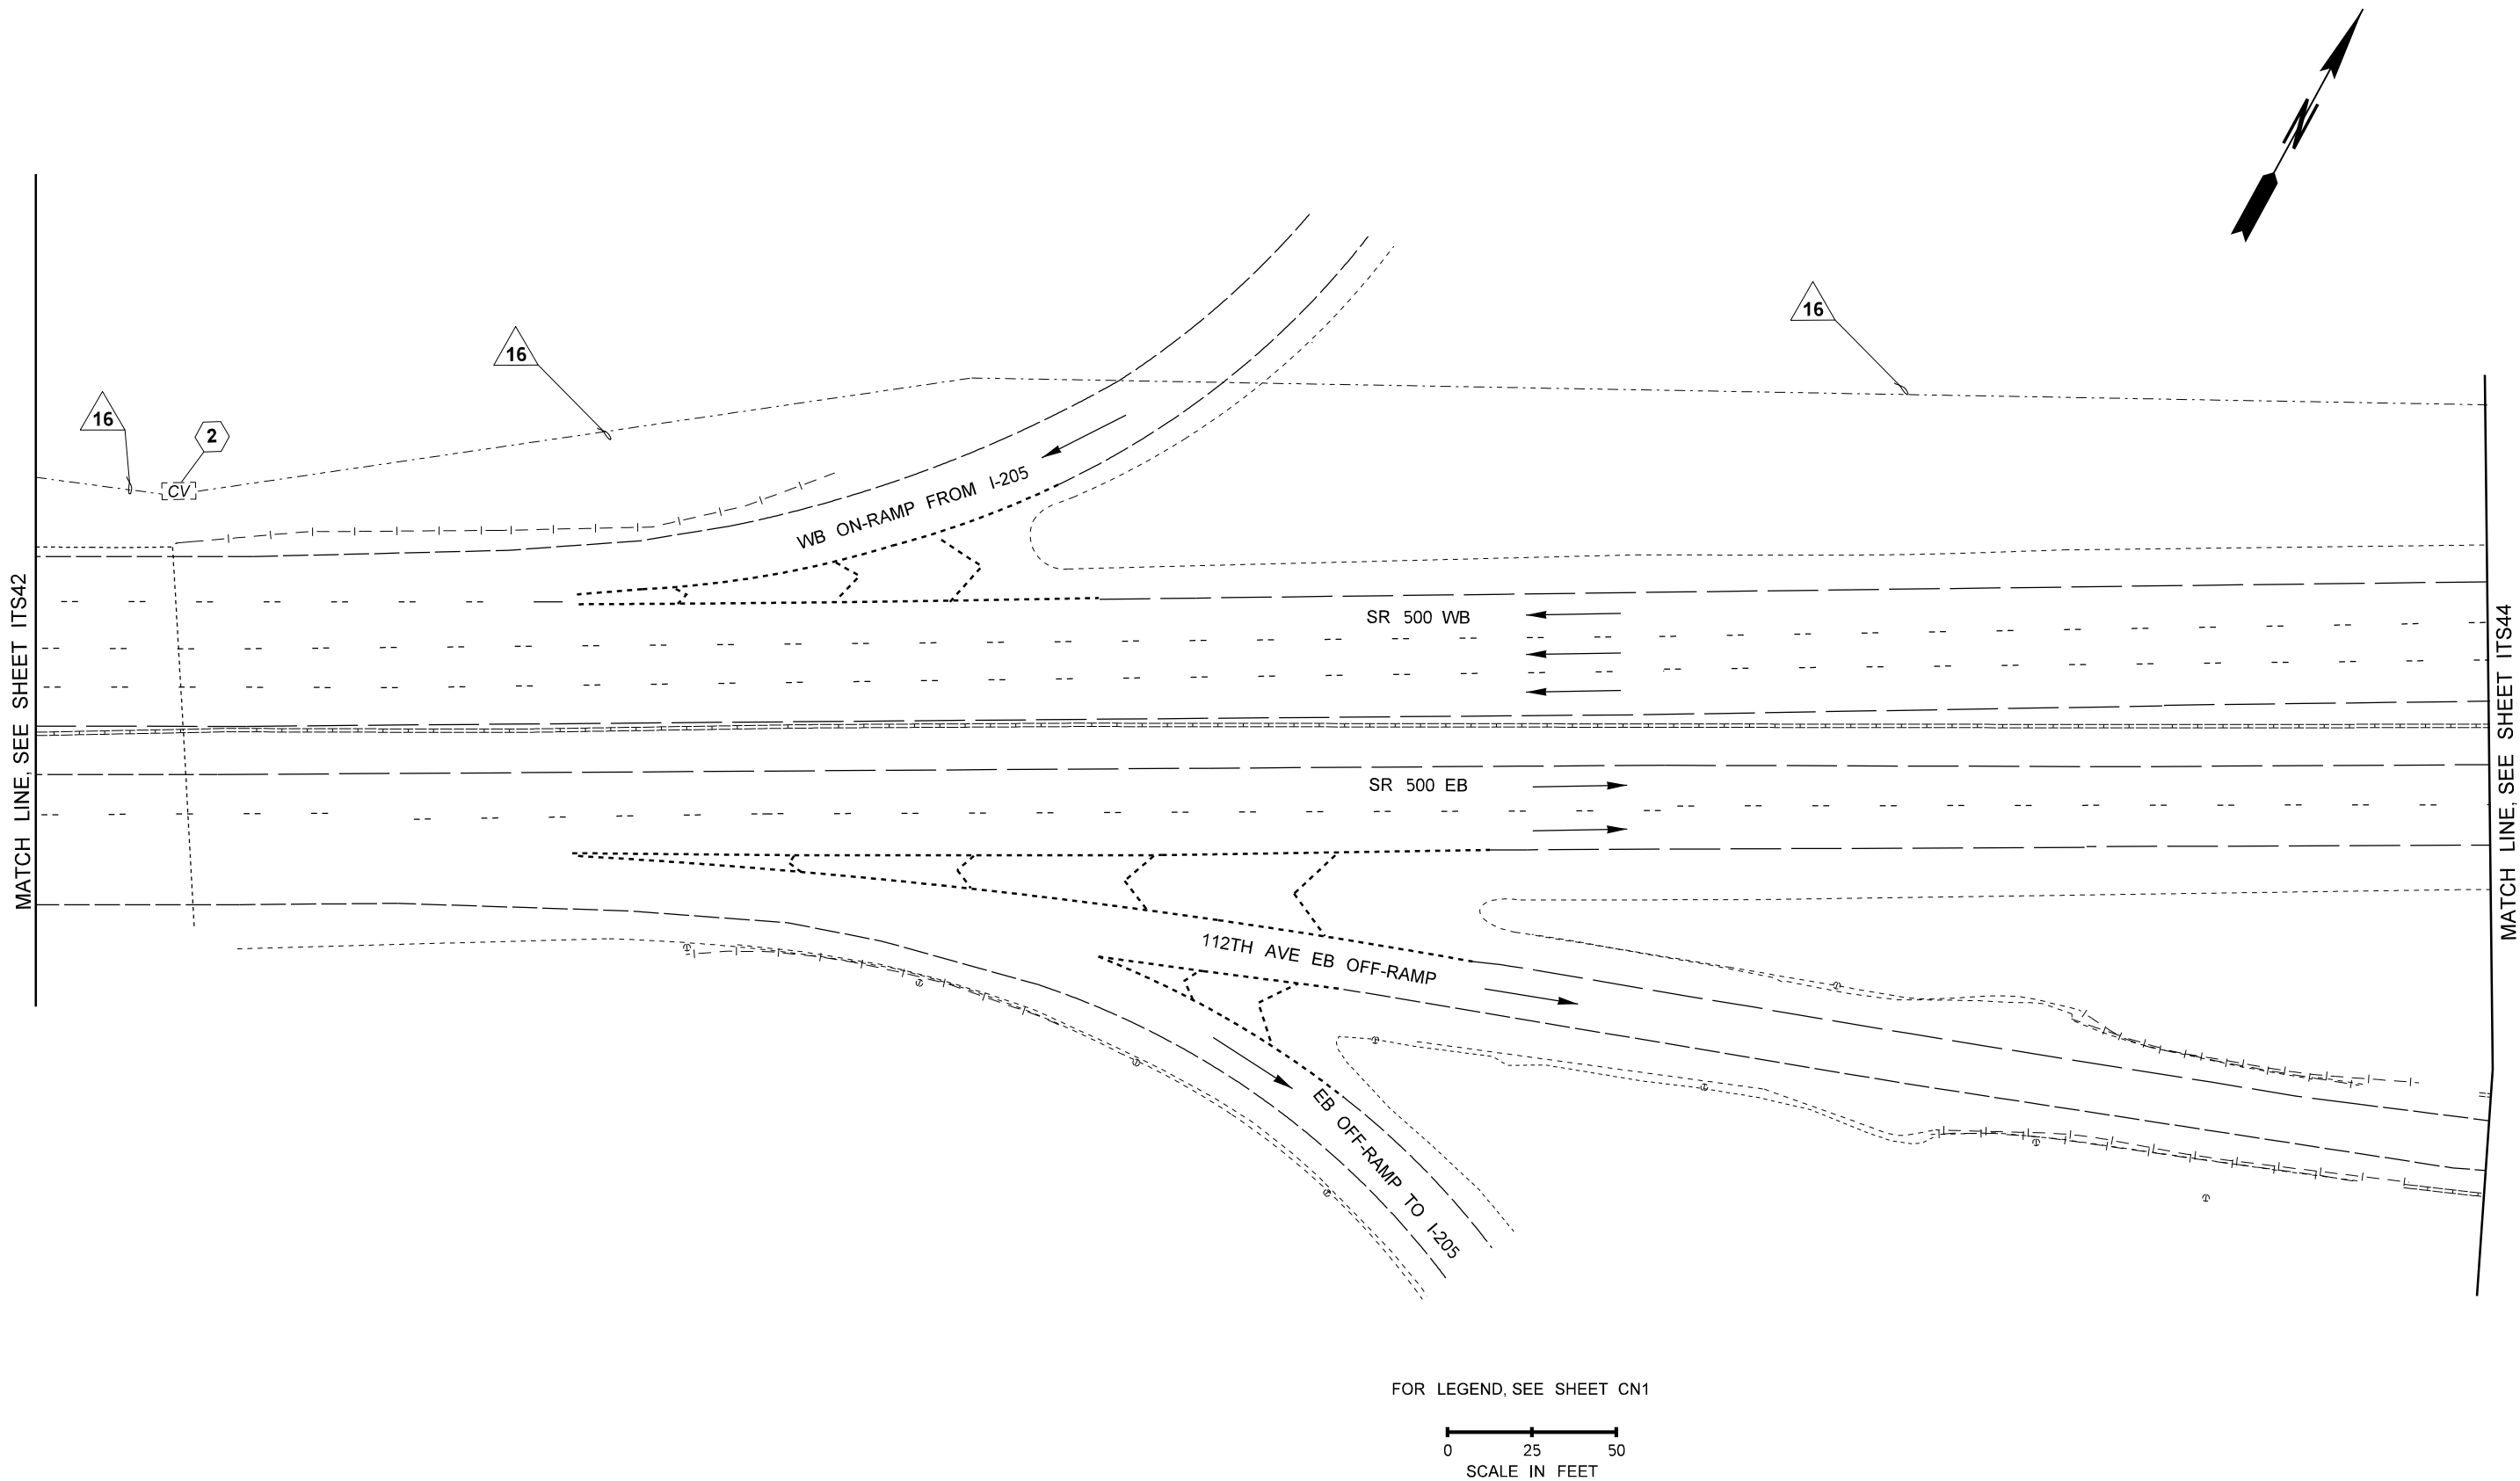 N
16
16
16
2
CV
WB ON-RAMP FROM I-205
MATCH LINE, SEE SHEET ITS42
SR 500 WB
MATCH LINE, SEE SHEET ITS44
SR 500 EB
112TH AVE EB OFF-RAMP
EB OFF-RAMP TO I-205
FOR LEGEND, SEE SHEET CN1
0 25 50
SCALE IN FEET